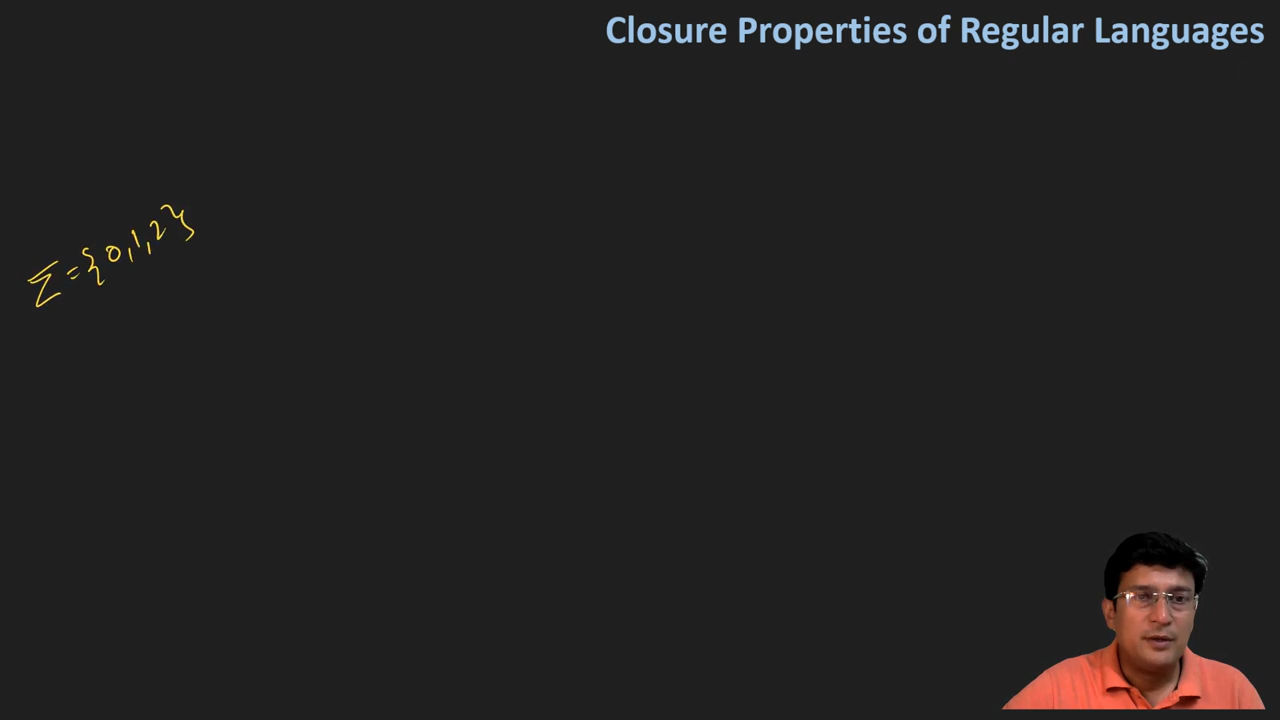 Closure Properties of Regular Languages
Σ = {0,1,2}